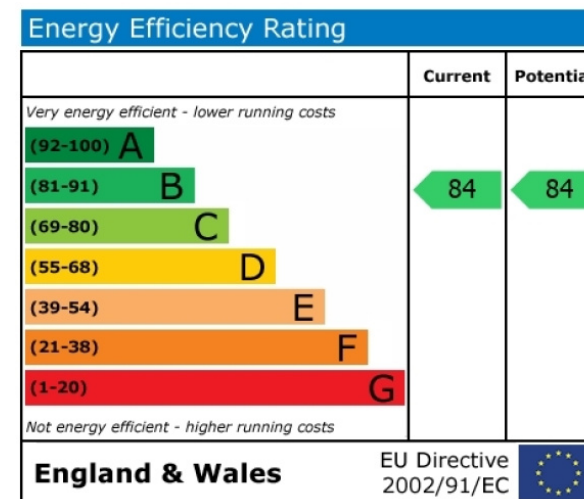 Energy Efficiency Rating
Current Potentia
Very energy efficient - lower running costs
(92-100) A
(81-91) B 84 84
(69-80) C
(55-68) D
(39-54) E
(21-38) F
(1-20) G
Not energy efficient - higher running costs
England & Wales
EU Directive
2002/91/EC